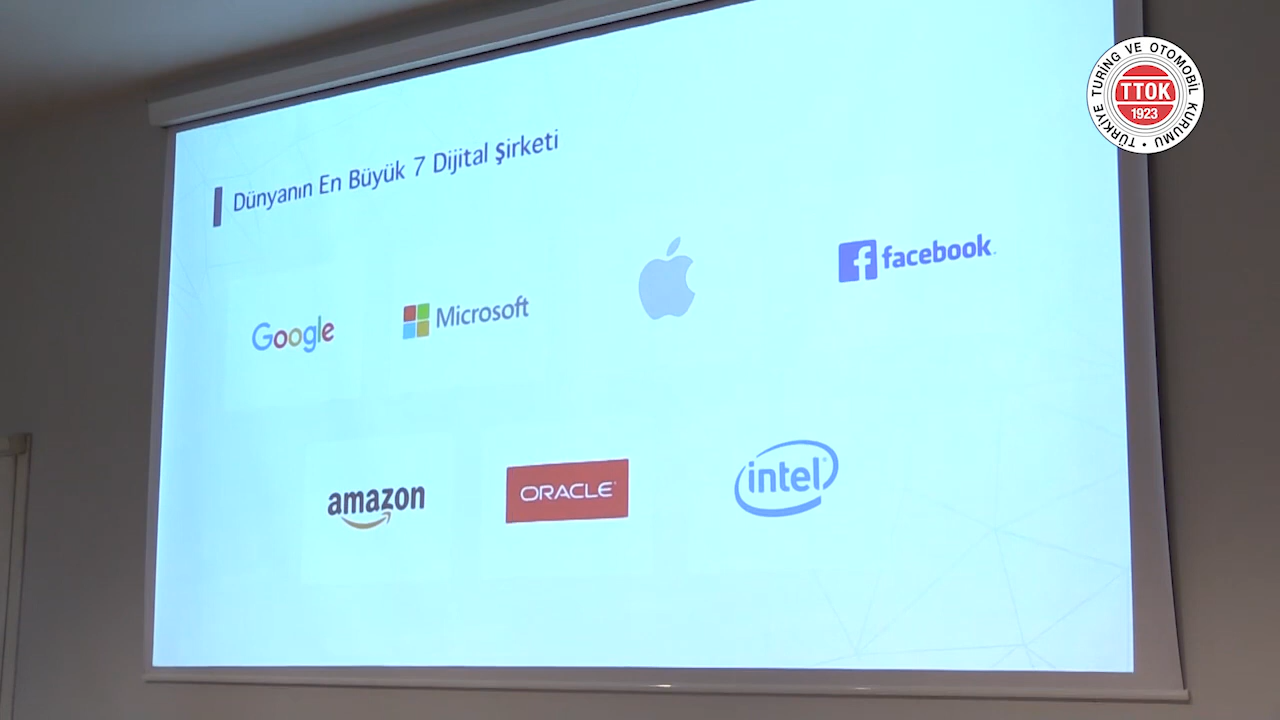 Dünyanın En Büyük 7 Dijital Şirketi
Google
Microsoft
facebook.
amazon
ORACLE
intel
TÜRKİYE TURİNG VE OTOMOBİL KURUMU
TTOK
1923